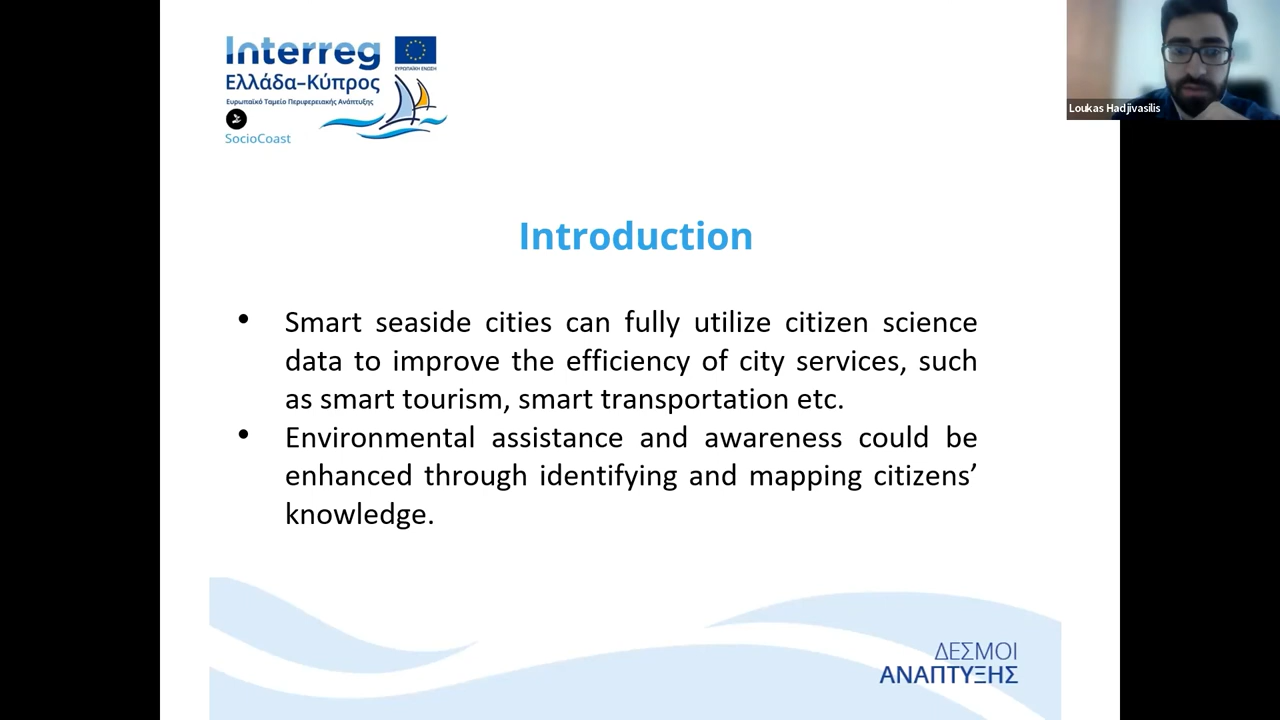 Interreg
ΕΥΡΩΠΑΪΚΗ ΕΝΩΣΗ
Ελλάδα-Κύπρος
Ευρωπαϊκό Ταμείο Περιφερειακής Ανάπτυξης
SocioCoast
Loukas Hadjivasilis
Introduction
• Smart seaside cities can fully utilize citizen science
data to improve the efficiency of city services, such
as smart tourism, smart transportation etc.
• Environmental assistance and awareness could be
enhanced through identifying and mapping citizens’
knowledge.
ΔΕΣΜΟΙ
ΑΝΑΠΤΥΞΗΣ